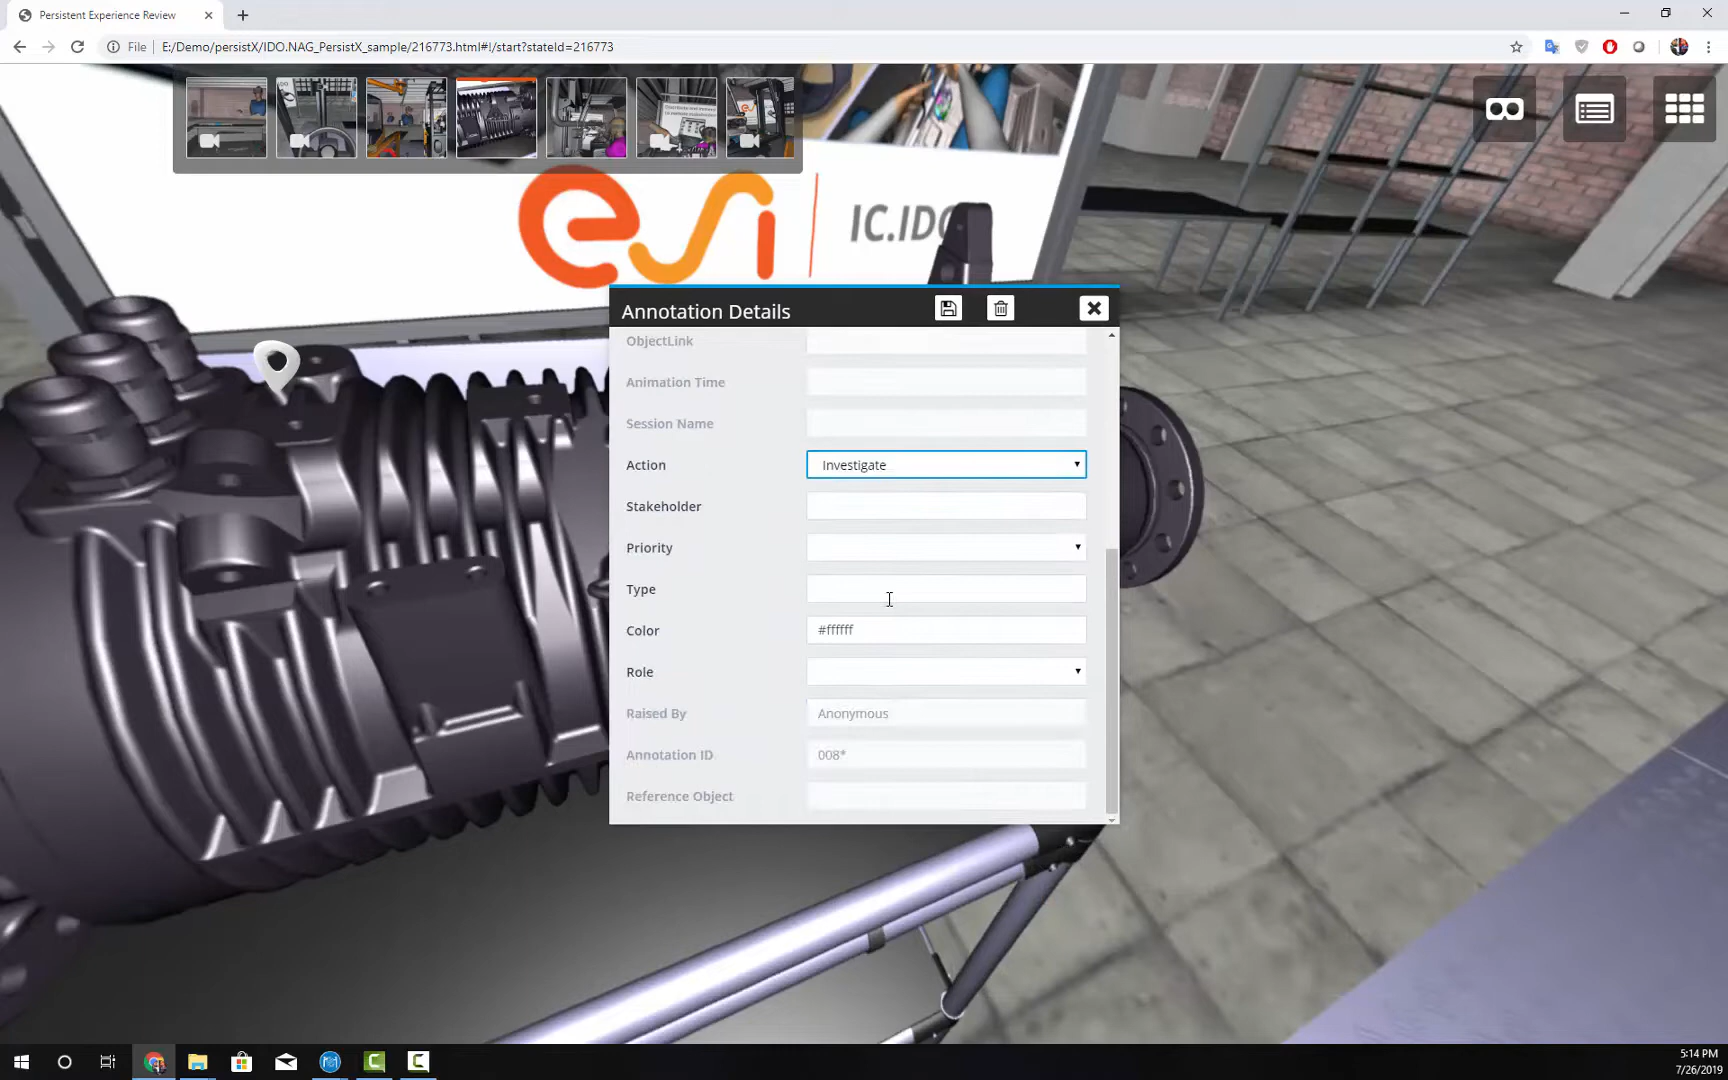 Persistent Experience Review
File E:/Demo/persistX/IDO.NAG_PersistX_sample/216773.html#!/start?stateId=216773
esi IC.IDO
Annotation Details
ObjectLink
Animation Time
Session Name
Action Investigate
Stakeholder
Priority
Type
Color #ffffff
Role
Raised By Anonymous
Annotation ID 008*
Reference Object
5:14 PM
7/26/2019